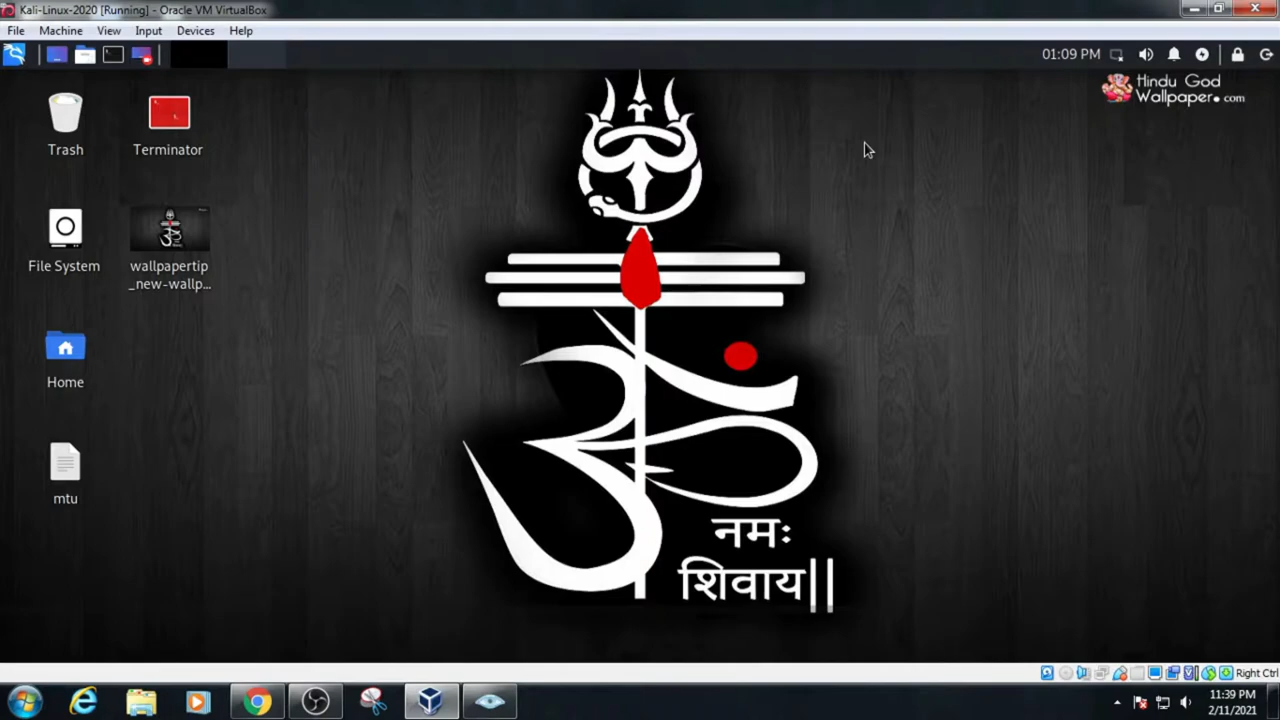 Kali-Linux-2020 [Running] - Oracle VM VirtualBox
File Machine View Input Devices Help
01:09 PM
Hindu God
Wallpaper.com
Trash
Terminator
File System
wallpapertip
_new-wallp...
Home
mtu
ॐ
नमः
शिवाय||
Right Ctrl
11:39 PM
2/11/2021